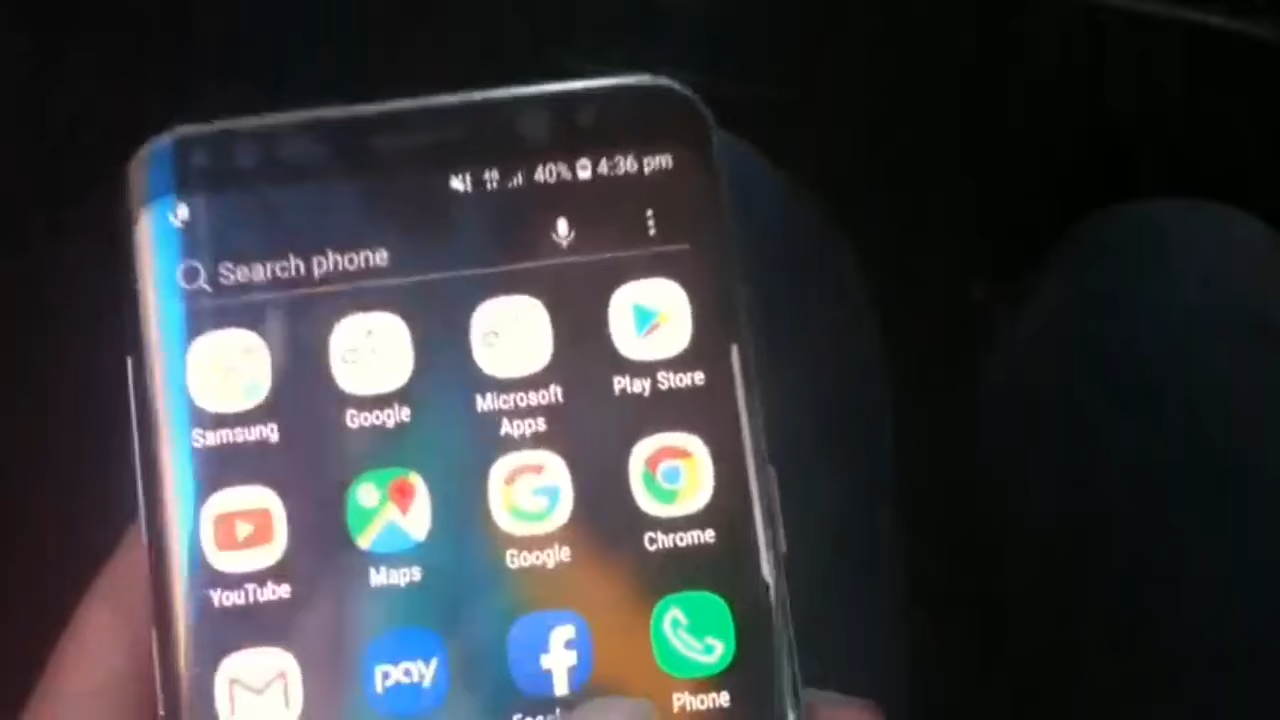 40% 4:36 pm
Search phone
Samsung
Google
Microsoft
Apps
Play Store
YouTube
Maps
Google
Chrome
pay
f
Phone